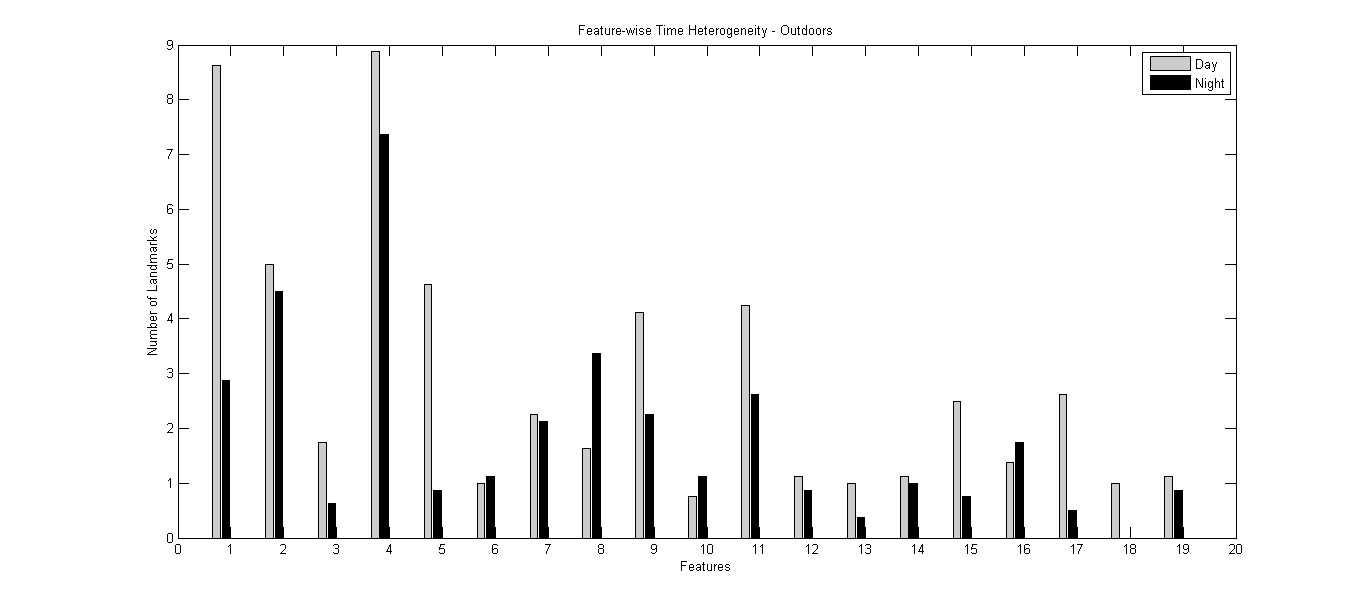 Feature-wise Time Heterogeneity - Outdoors
Day
Night
9
8
7
6
5
4
3
2
1
0
Number of Landmarks
0 1 2 3 4 5 6 7 8 9 10 11 12 13 14 15 16 17 18 19 20
Features